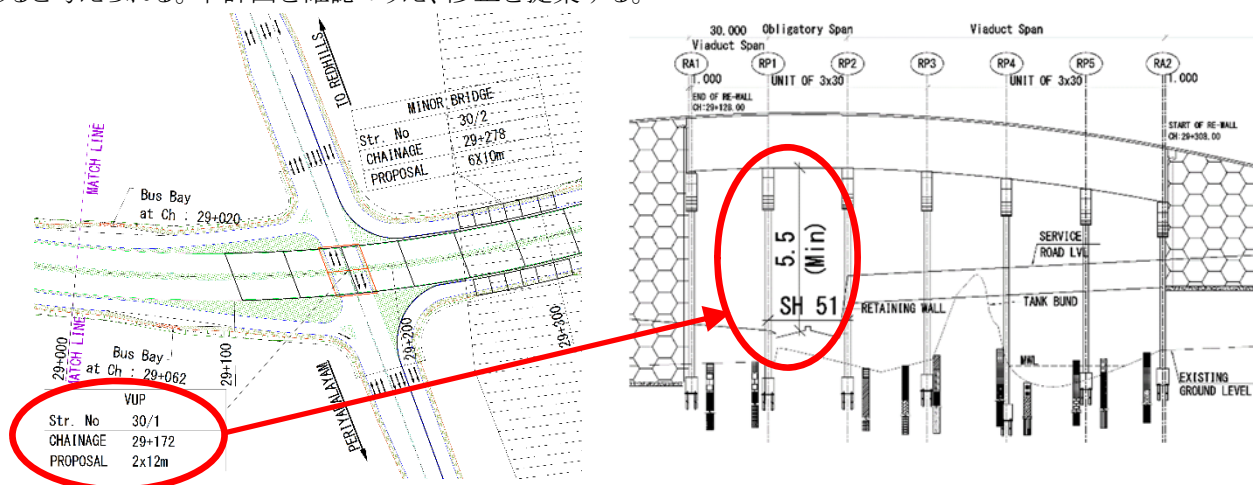 TO REDHILLS
MINOR BRIDGE
Str. No 30/2
CHAINAGE 29+278
PROPOSAL 6X10m
MATCH LINE
Bus Bay
at Ch : 29+020
29+000
MATCH LINE
Bus Bay
at Ch : 29+062
29+100
29+200
29+300
PERIYAPALAYAM
VUP
Str. No 30/1
CHAINAGE 29+172
PROPOSAL 2x12m
30.000 Obligatory Span
Viaduct Span
Viaduct Span
RA1 RP1 RP2 RP3 RP4 RP5 RA2
1.000 UNIT OF 3x30 UNIT OF 3x30 1.000
END OF RE-WALL
CH:29+128.00
START OF RE-WALL
CH:29+308.00
5.5
(Min)
SH 51
SERVICE
ROAD LVL
RETAINING WALL
TANK BUND
MWL
EXISTING
GROUND LEVEL